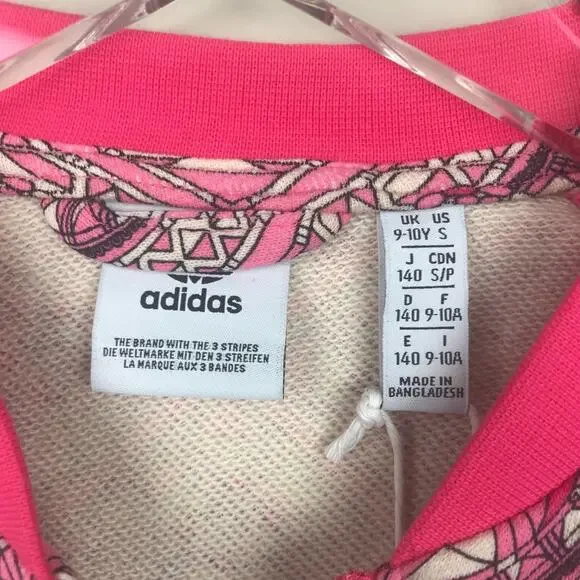 adidas
THE BRAND WITH THE 3 STRIPES
DIE WELTMARKE MIT DEN 3 STREIFEN
LA MARQUE AUX 3 BANDES
UK US
9-10Y S
J CDN
140 S/P
D F
140 9-10A
E I
140 9-10A
MADE IN
BANGLADESH